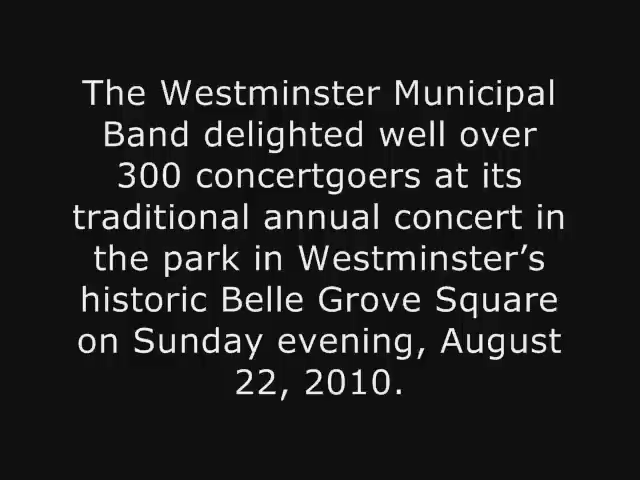 The Westminster Municipal
Band delighted well over
300 concertgoers at its
traditional annual concert in
the park in Westminster’s
historic Belle Grove Square
on Sunday evening, August
22, 2010.